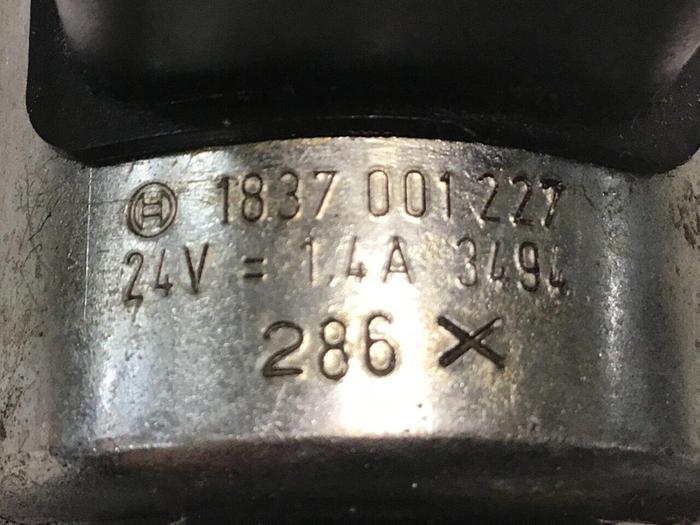 1837 001 227
24V = 1.4A 3494
286 X